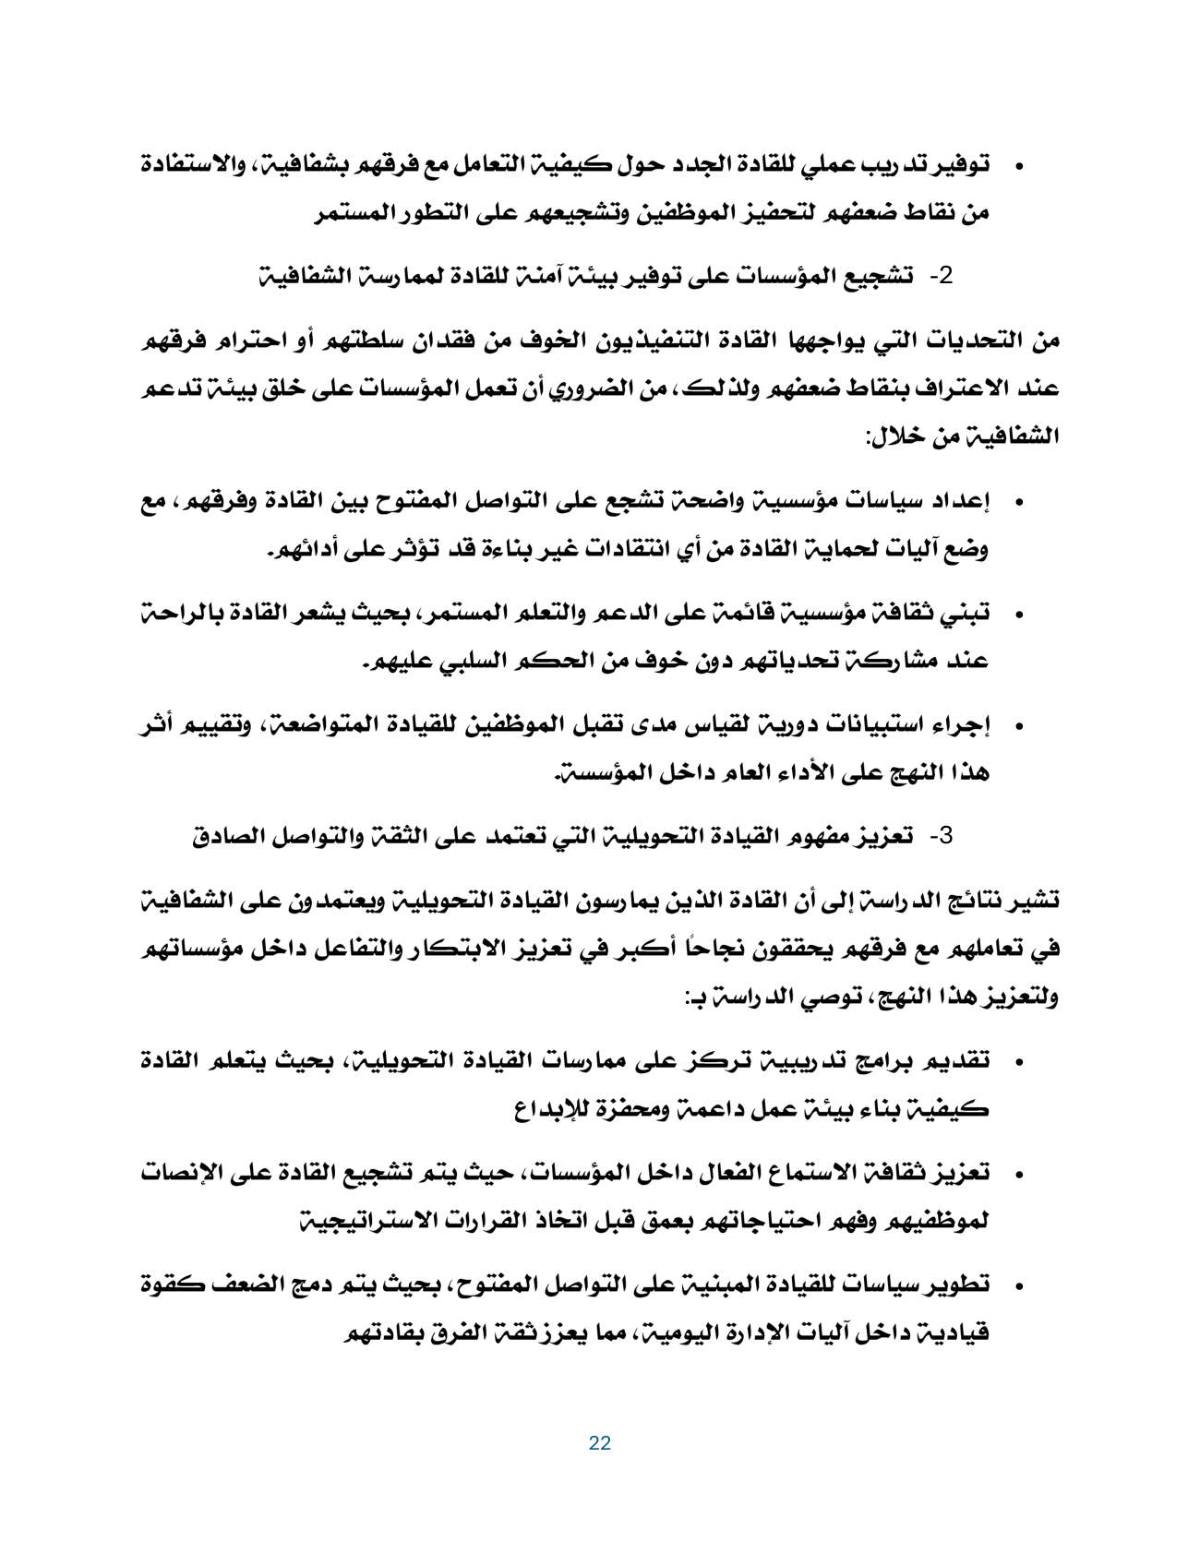 • توفير تدريب عملي للقادة الجدد حول كيفية التعامل مع فرقهم بشفافية، والاستفادة
من نقاط ضعفهم لتحفيز الموظفين وتشجيعهم على التطور المستمر
2- تشجيع المؤسسات على توفير بيئة آمنة للقادة لممارسة الشفافية
من التحديات التي يواجهها القادة التنفيذيون الخوف من فقدان سلطتهم أو احترام فرقهم
عند الاعتراف بنقاط ضعفهم ولذلك، من الضروري أن تعمل المؤسسات على خلق بيئة تدعم
الشفافية من خلال:
• إعداد سياسات مؤسسية واضحة تشجع على التواصل المفتوح بين القادة وفرقهم، مع
وضع آليات لحماية القادة من أي انتقادات غير بناءة قد تؤثر على أدائهم.
• تبني ثقافة مؤسسية قائمة على الدعم والتعلم المستمر، بحيث يشعر القادة بالراحة
عند مشاركة تحدياتهم دون خوف من الحكم السلبي عليهم.
• إجراء استبيانات دورية لقياس مدى تقبل الموظفين للقيادة المتواضعة، وتقييم أثر
هذا النهج على الأداء العام داخل المؤسسة.
3- تعزيز مفهوم القيادة التحويلية التي تعتمد على الثقة والتواصل الصادق
تشير نتائج الدراسة إلى أن القادة الذين يمارسون القيادة التحويلية ويعتمدون على الشفافية
في تعاملهم مع فرقهم يحققون نجاحًا أكبر في تعزيز الابتكار والتفاعل داخل مؤسساتهم
ولتعزيز هذا النهج، توصي الدراسة بـ:
• تقديم برامج تدريبية تركز على ممارسات القيادة التحويلية، بحيث يتعلم القادة
كيفية بناء بيئة عمل داعمة ومحفزة للإبداع
• تعزيز ثقافة الاستماع الفعال داخل المؤسسات، حيث يتم تشجيع القادة على الإنصات
لموظفيهم وفهم احتياجاتهم بعمق قبل اتخاذ القرارات الاستراتيجية
• تطوير سياسات للقيادة المبنية على التواصل المفتوح، بحيث يتم دمج الضعف كقوة
قيادية داخل آليات الإدارة اليومية، مما يعزز ثقة الفرق بقادتهم
22